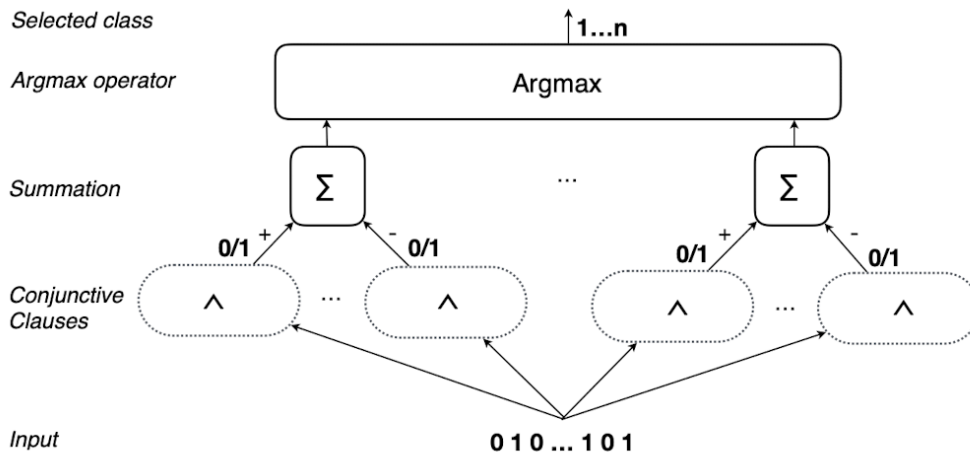 Selected class
1...n
Argmax operator
Argmax
Summation
Σ
...
Σ
0/1 + - 0/1
0/1 + - 0/1
Conjunctive
Clauses
∧ ... ∧
∧ ... ∧
Input
0 1 0 ... 1 0 1